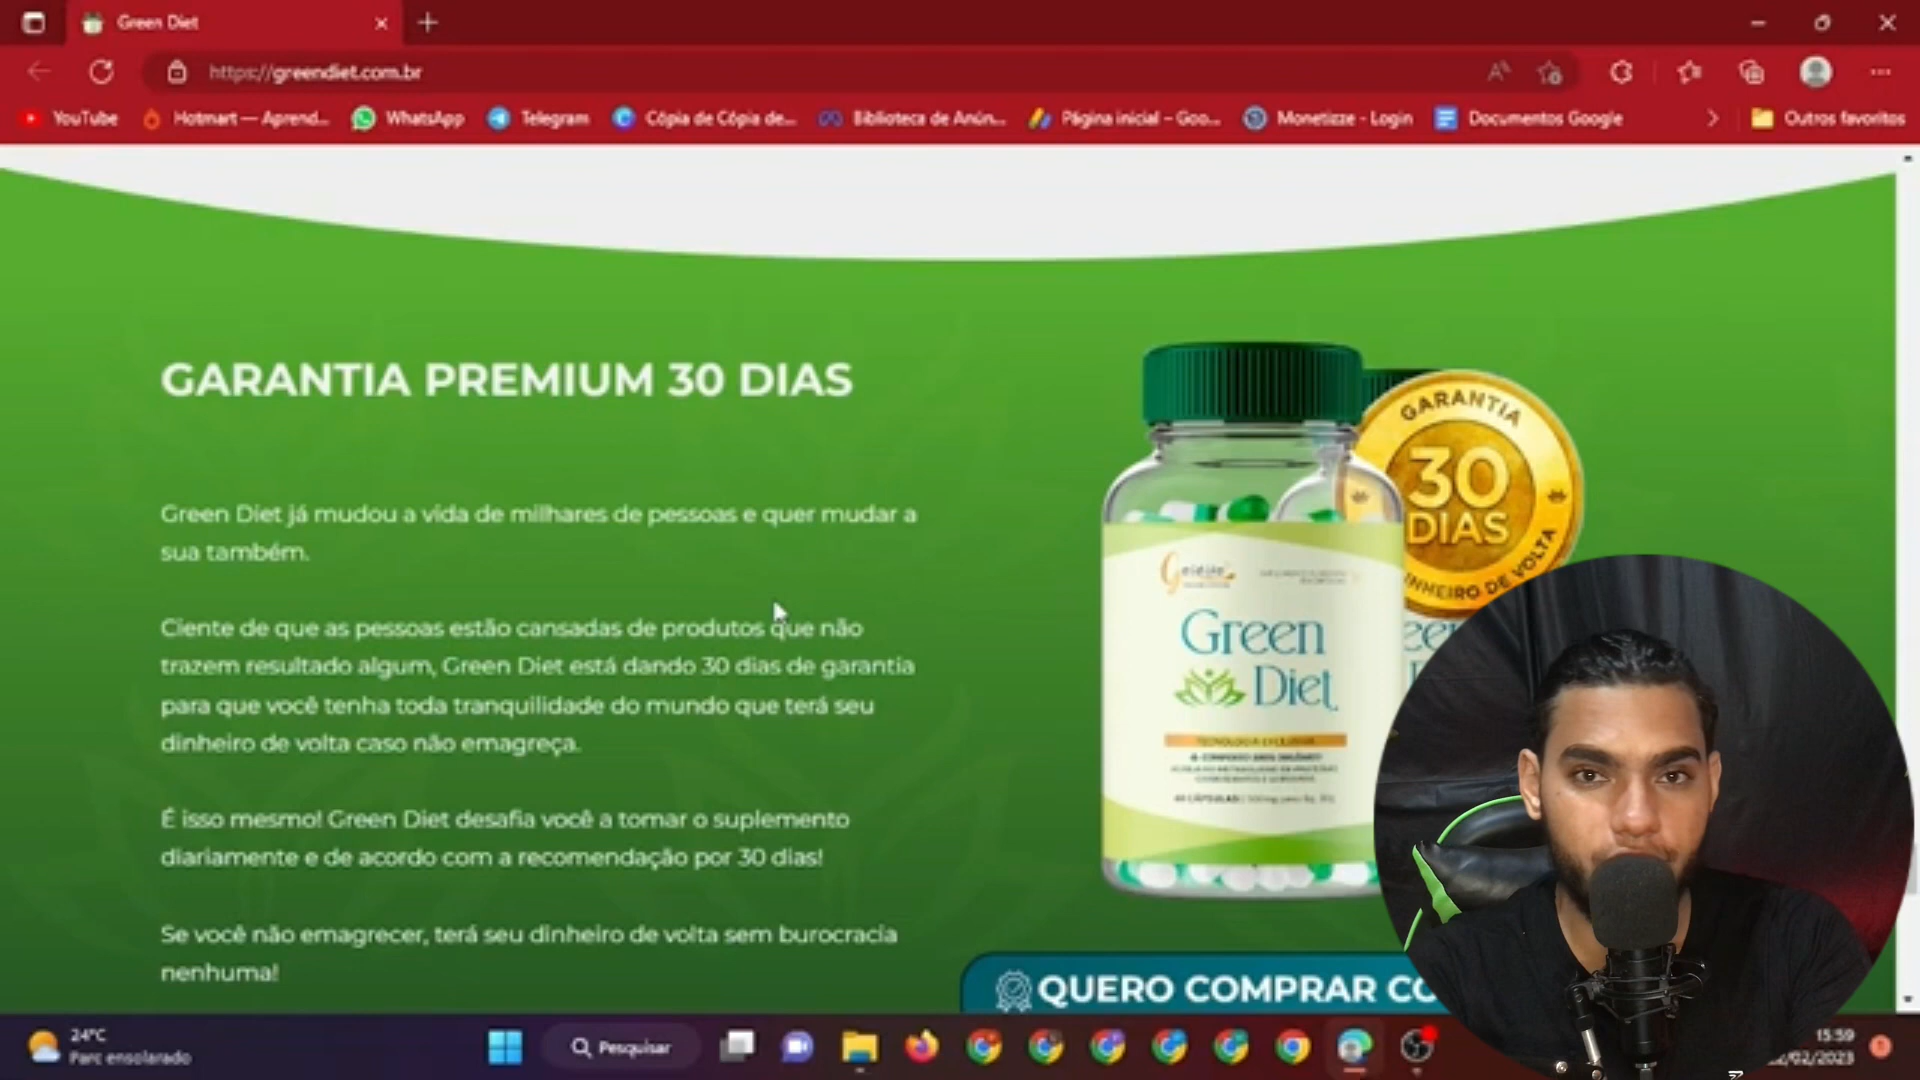 Green Diet
https://greendiet.com.br
YouTube
Hotmart — Aprend...
WhatsApp
Telegram
Cópia de Cópia de...
Biblioteca de Anún...
Página inicial – Goo...
Monetizze - Login
Documentos Google
Outros favoritos
GARANTIA PREMIUM 30 DIAS
Green Diet já mudou a vida de milhares de pessoas e quer mudar a
sua também.
Ciente de que as pessoas estão cansadas de produtos que não
trazem resultado algum, Green Diet está dando 30 dias de garantia
para que você tenha toda tranquilidade do mundo que terá seu
dinheiro de volta caso não emagreça.
É isso mesmo! Green Diet desafia você a tomar o suplemento
diariamente e de acordo com a recomendação por 30 dias!
Se você não emagrecer, terá seu dinheiro de volta sem burocracia
nenhuma!
GARANTIA
30
DIAS
NHEIRO DE VOLTA
Green
Diet
TECNOLOGIA EXCLUSIVA
QUERO COMPRAR CO
24°C
Parc ensolarado
Pesquisar
15:59
2/02/2023